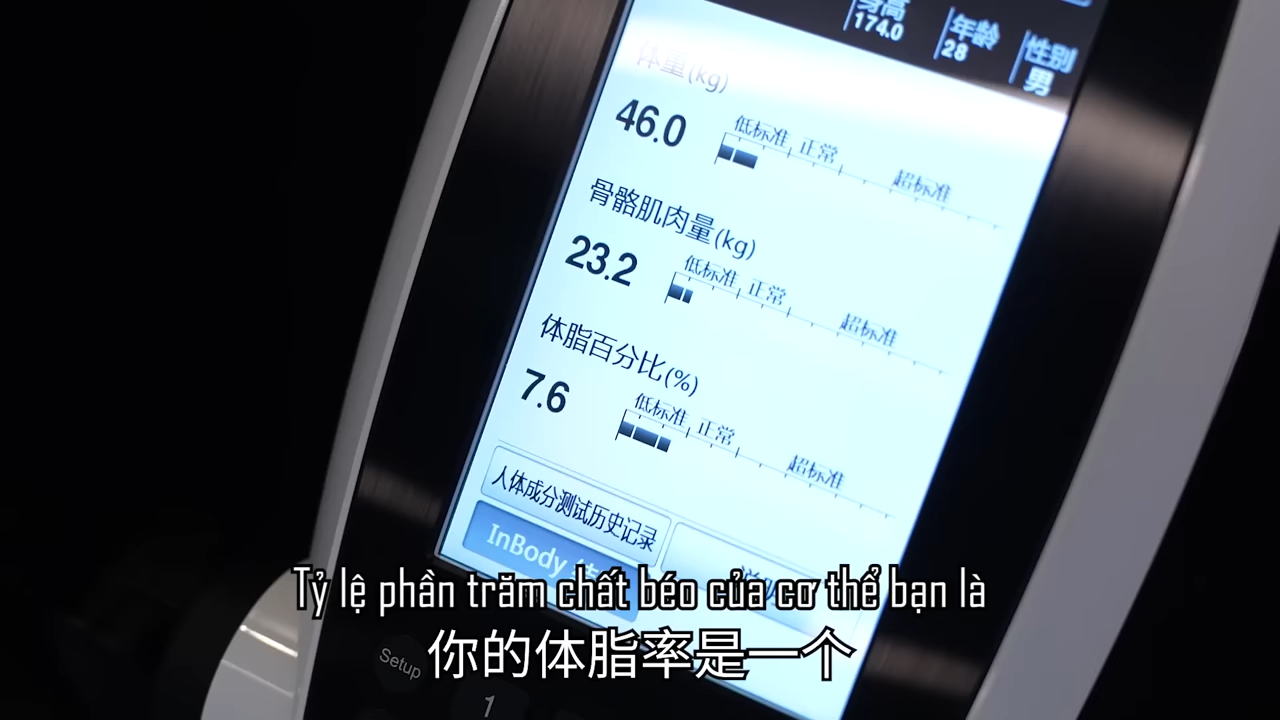 身高
174.0
年龄
28
性别
男
体重(kg)
46.0
低标准 正常 超标准
骨骼肌肉量(kg)
23.2
低标准 正常 超标准
体脂百分比(%)
7.6
低标准 正常 超标准
人体成分测试历史记录
InBody
Tỷ lệ phần trăm chất béo của cơ thể bạn là
你的体脂率是一个
Setup
1